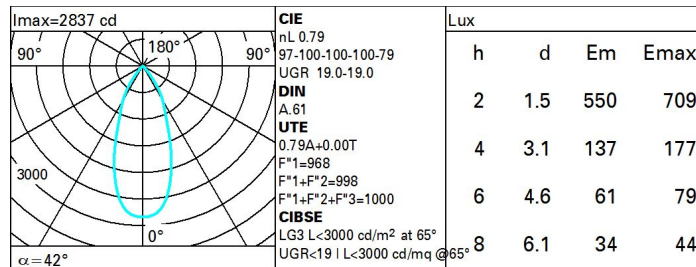 Imax=2837 cd
90° 180° 90°
3000
0°
α=42°
CIE
nL 0.79
97-100-100-100-79
UGR 19.0-19.0
DIN
A.61
UTE
0.79A+0.00T
F"1=968
F"1+F"2=998
F"1+F"2+F"3=1000
CIBSE
LG3 L<3000 cd/m² at 65°
UGR<19 | L<3000 cd/mq @65°
Lux
h d Em Emax
2 1.5 550 709
4 3.1 137 177
6 4.6 61 79
8 6.1 34 44